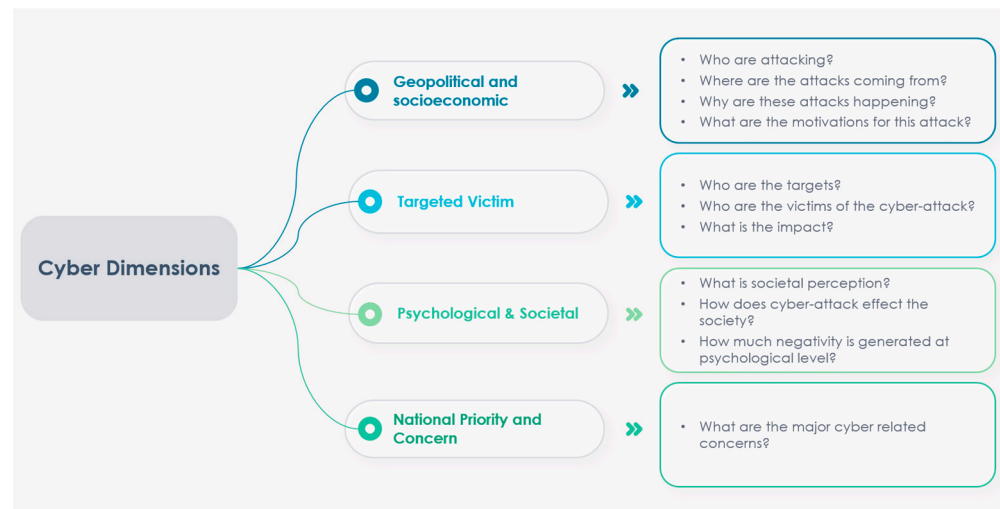 Cyber Dimensions
Geopolitical and
socioeconomic
• Who are attacking?
• Where are the attacks coming from?
• Why are these attacks happening?
• What are the motivations for this attack?
Targeted Victim
• Who are the targets?
• Who are the victims of the cyber-attack?
• What is the impact?
Psychological & Societal
• What is societal perception?
• How does cyber-attack effect the
society?
• How much negativity is generated at
psychological level?
National Priority and
Concern
• What are the major cyber related
concerns?